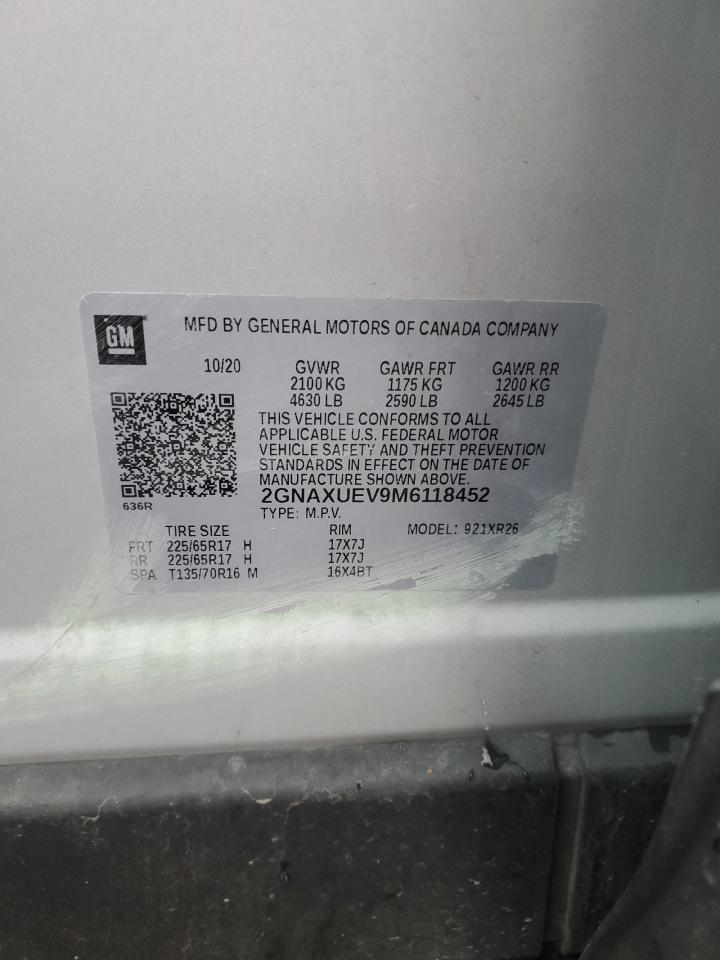 GM
MFD BY GENERAL MOTORS OF CANADA COMPANY
10/20 GVWR GAWR FRT GAWR RR
2100 KG 1175 KG 1200 KG
4630 LB 2590 LB 2645 LB
THIS VEHICLE CONFORMS TO ALL
APPLICABLE U.S. FEDERAL MOTOR
VEHICLE SAFETY AND THEFT PREVENTION
STANDARDS IN EFFECT ON THE DATE OF
MANUFACTURE SHOWN ABOVE.
636R
2GNAXUEV9M6118452
TYPE: M.P.V.
TIRE SIZE RIM MODEL: 921XR26
FRT 225/65R17 H 17X7J
RR 225/65R17 H 17X7J
SPA T135/70R16 M 16X4BT